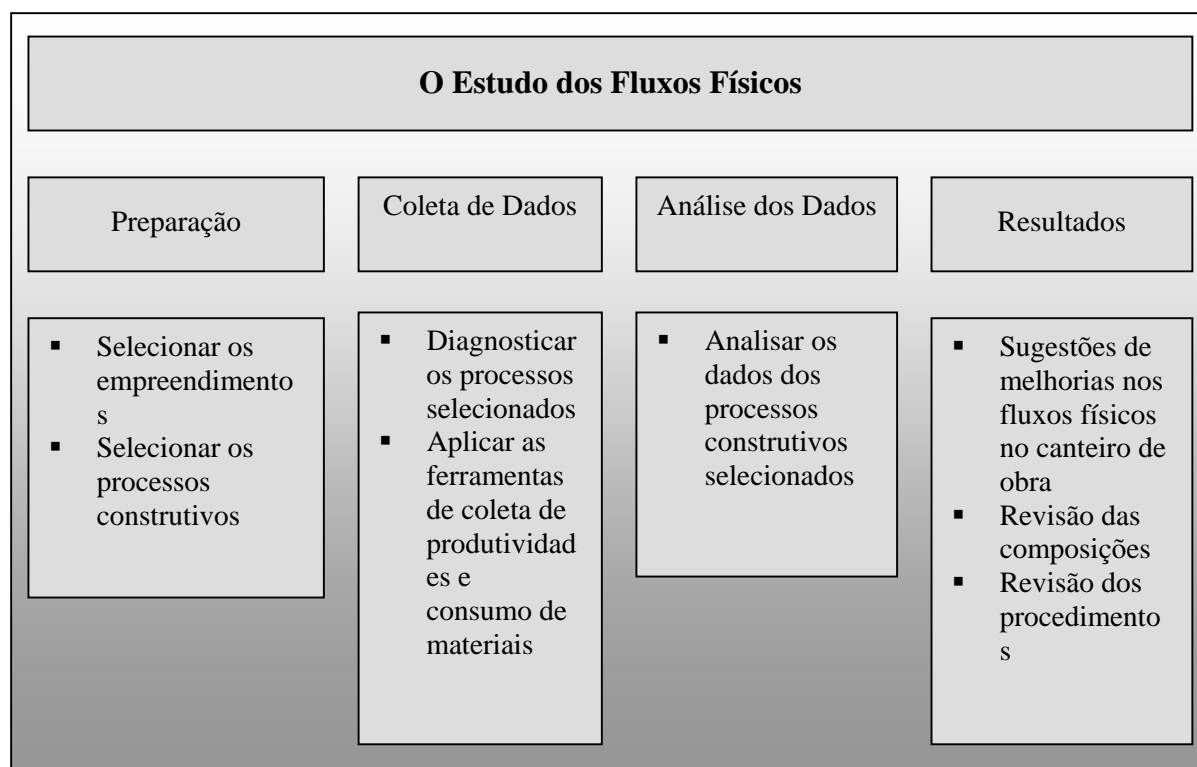 O Estudo dos Fluxos Físicos
Preparação
Coleta de Dados
Análise dos Dados
Resultados
▪ Selecionar os
empreendimento
s
▪ Selecionar os
processos
construtivos
▪ Diagnosticar
os processos
selecionados
▪ Aplicar as
ferramentas
de coleta de
produtividad
es e
consumo de
materiais
▪ Analisar os
dados dos
processos
construtivos
selecionados
▪ Sugestões de
melhorias nos
fluxos físicos
no canteiro de
obra
▪ Revisão das
composições
▪ Revisão dos
procedimento
s